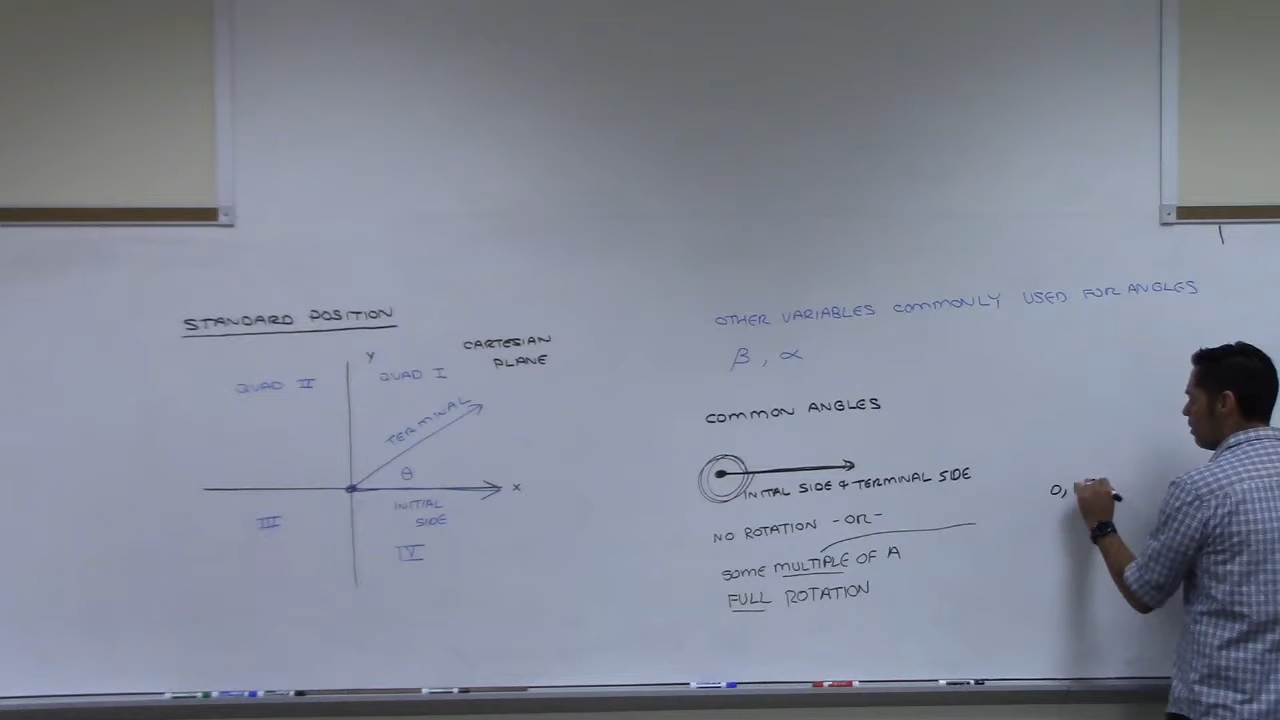 STANDARD POSITION
Y
CARTESIAN
PLANE
QUAD II
QUAD I
TERMINAL
θ
X
INITIAL
SIDE
III
IV
OTHER VARIABLES COMMONLY USED FOR ANGLES
β, α
COMMON ANGLES
INITAL SIDE & TERMINAL SIDE
NO ROTATION -OR-
SOME MULTIPLE OF A
FULL ROTATION
0,